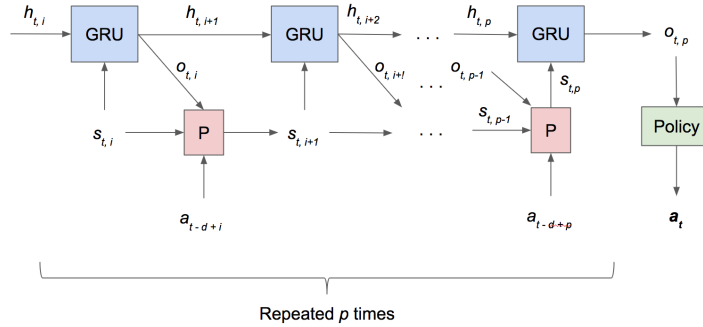 h_{t, i} h_{t, i+1} h_{t, i+2} h_{t, p}
GRU GRU . . . GRU o_{t, p}
o_{t, i} o_{t, i+!} . . . o_{t, p-1} s_{t,p}
s_{t, i} P s_{t, i+1} . . . s_{t, p-1} P Policy
a_{t - d + i} a_{t - d + p} a_t
Repeated p times